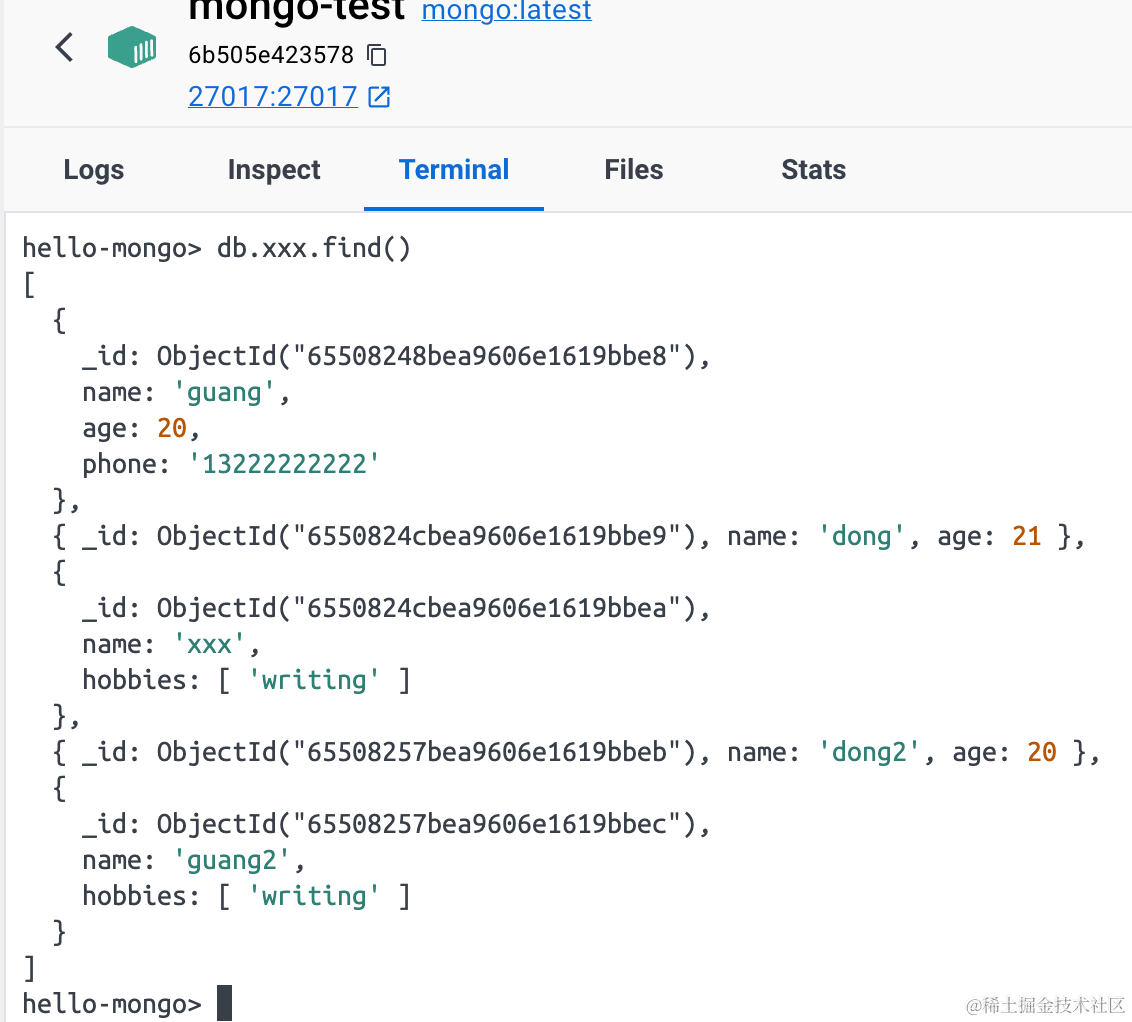 mongo-test mongo:latest
6b505e423578
27017:27017
Logs Inspect Terminal Files Stats
hello-mongo> db.xxx.find()
[
  {
    _id: ObjectId("65508248bea9606e1619bbe8"),
    name: 'guang',
    age: 20,
    phone: '13222222222'
  },
  { _id: ObjectId("6550824cbea9606e1619bbe9"), name: 'dong', age: 21 },
  {
    _id: ObjectId("6550824cbea9606e1619bbea"),
    name: 'xxx',
    hobbies: [ 'writing' ]
  },
  { _id: ObjectId("65508257bea9606e1619bbeb"), name: 'dong2', age: 20 },
  {
    _id: ObjectId("65508257bea9606e1619bbec"),
    name: 'guang2',
    hobbies: [ 'writing' ]
  }
]
hello-mongo>
@稀土掘金技术社区